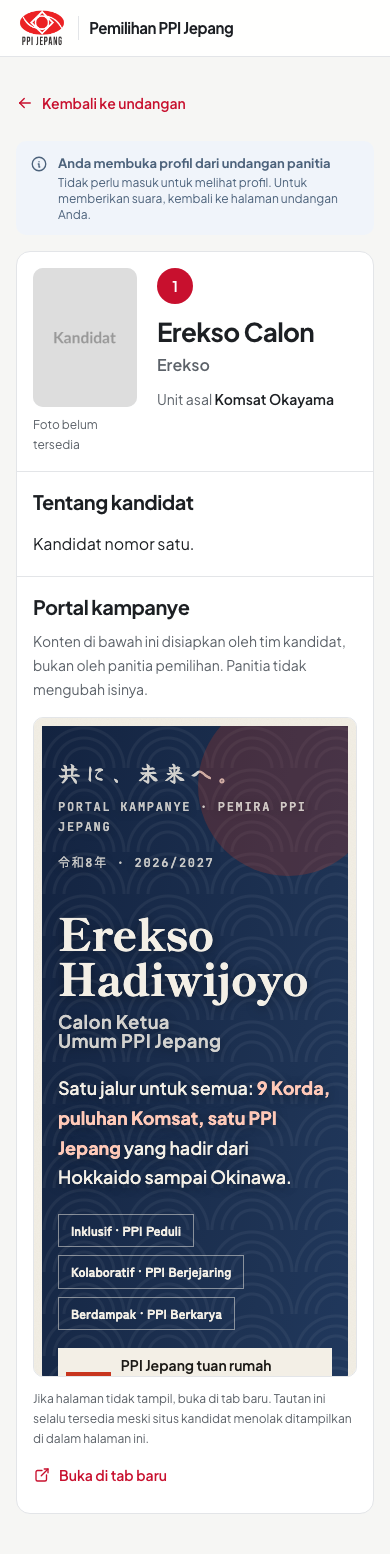 PPI JEPANG
Pemilihan PPI Jepang
Kembali ke undangan
Anda membuka profil dari undangan panitia
Tidak perlu masuk untuk melihat profil. Untuk
memberikan suara, kembali ke halaman undangan
Anda.
Kandidat
Foto belum
tersedia
1
Erekso Calon
Erekso
Unit asal Komsat Okayama
Tentang kandidat
Kandidat nomor satu.
Portal kampanye
Konten di bawah ini disiapkan oleh tim kandidat,
bukan oleh panitia pemilihan. Panitia tidak
mengubah isinya.
共に、未来へ。
PORTAL KAMPANYE · PEMIRA PPI
JEPANG
令和8年 · 2026/2027
Erekso
Hadiwijoyo
Calon Ketua
Umum PPI Jepang
Satu jalur untuk semua: 9 Korda,
puluhan Komsat, satu PPI
Jepang yang hadir dari
Hokkaido sampai Okinawa.
Inklusif · PPI Peduli
Kolaboratif · PPI Berjejaring
Berdampak · PPI Berkarya
PPI Jepang tuan rumah
Jika halaman tidak tampil, buka di tab baru. Tautan ini
selalu tersedia meski situs kandidat menolak ditampilkan
di dalam halaman ini.
Buka di tab baru